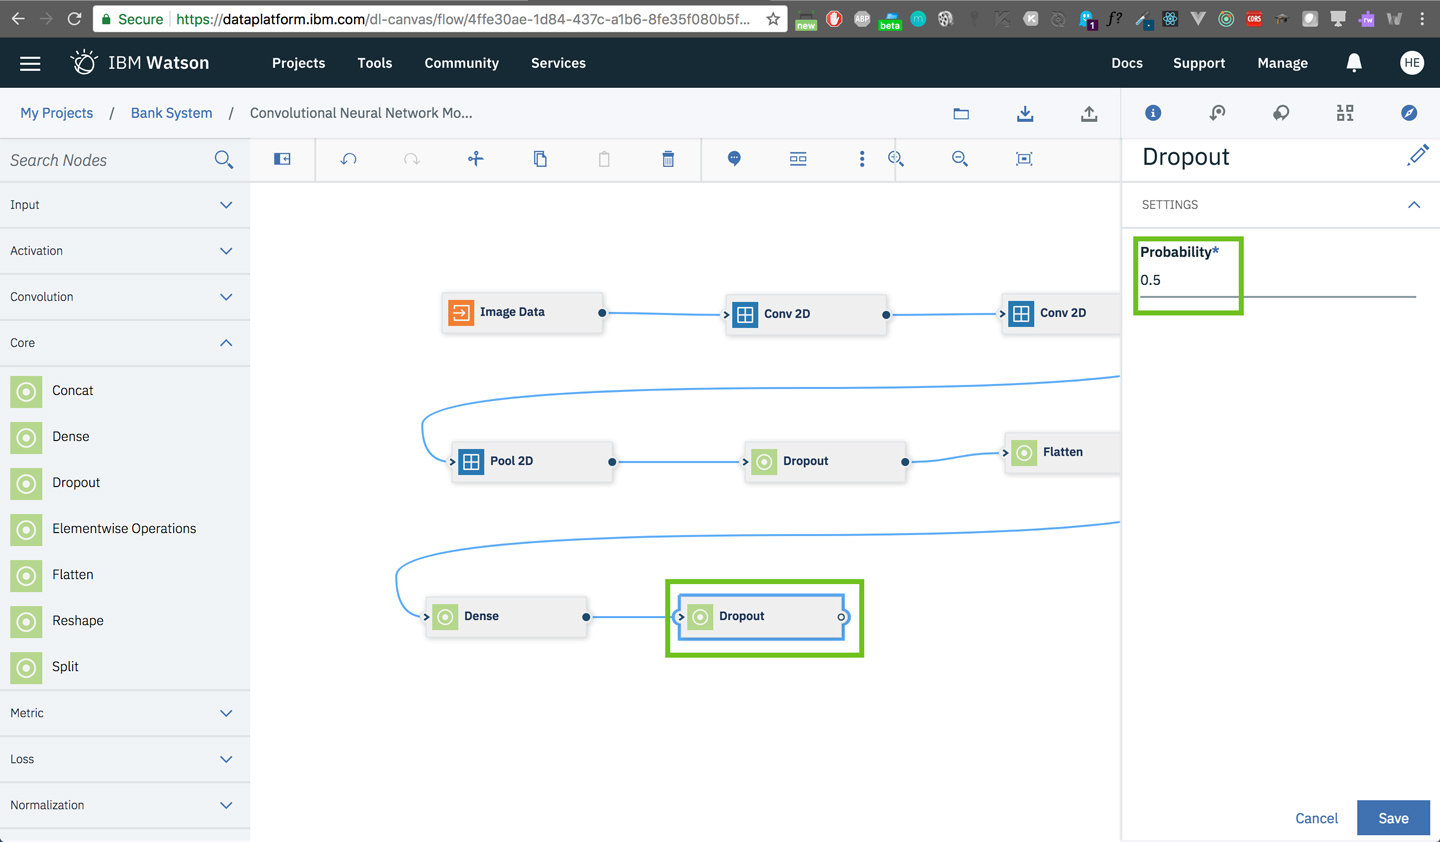 Secure https://dataplatform.ibm.com/dl-canvas/flow/4ffe30ae-1d84-437c-a1b6-8fe35f080b5f...
new ABP beta 1 f? CORS rw
IBM Watson Projects Tools Community Services Docs Support Manage HE
My Projects / Bank System / Convolutional Neural Network Mo...
Search Nodes
Dropout
Input
SETTINGS
Activation
Probability*
0.5
Convolution
Image Data
Conv 2D
Conv 2D
Core
Concat
Dense
Dropout
Elementwise Operations
Flatten
Reshape
Split
Pool 2D
Dropout
Flatten
Dense
Dropout
Metric
Loss
Normalization
Cancel Save